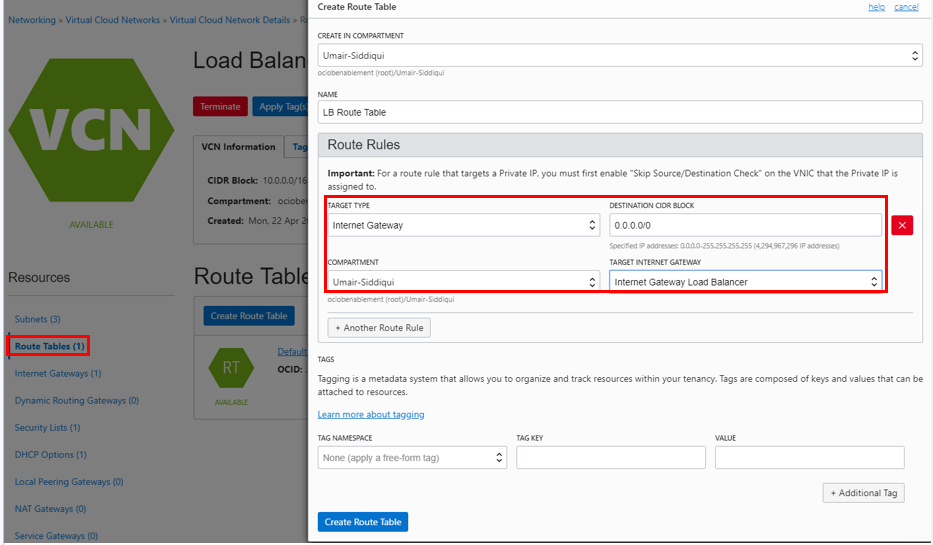 Networking » Virtual Cloud Networks » Virtual Cloud Network Details » R
Load Balan
VCN
AVAILABLE
Terminate
Apply Tag(s
VCN Information
Tag
CIDR Block: 10.0.0.0/16
Compartment: ociobe
Created: Mon, 22 Apr 20
Resources
Subnets (3)
Route Tables (1)
Internet Gateways (1)
Dynamic Routing Gateways (0)
Security Lists (1)
DHCP Options (1)
Local Peering Gateways (0)
NAT Gateways (0)
Service Gateways (0)
Route Table
Create Route Table
RT
AVAILABLE
Default
OCID:
Create Route Table
help
cancel
CREATE IN COMPARTMENT
Umair-Siddiqui
ociobenablement (root)/Umair-Siddiqui
NAME
LB Route Table
Route Rules
Important: For a route rule that targets a Private IP, you must first enable "Skip Source/Destination Check" on the VNIC that the Private IP is
assigned to.
TARGET TYPE
Internet Gateway
DESTINATION CIDR BLOCK
0.0.0.0/0
Specified IP addresses: 0.0.0.0-255.255.255.255 (4,294,967,296 IP addresses)
COMPARTMENT
Umair-Siddiqui
ociobenablement (root)/Umair-Siddiqui
TARGET INTERNET GATEWAY
Internet Gateway Load Balancer
+ Another Route Rule
TAGS
Tagging is a metadata system that allows you to organize and track resources within your tenancy. Tags are composed of keys and values that can be
attached to resources.
Learn more about tagging
TAG NAMESPACE
None (apply a free-form tag)
TAG KEY
VALUE
+ Additional Tag
Create Route Table